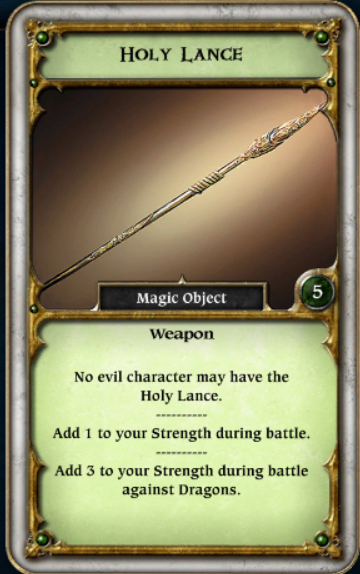 Holy Lance
Magic Object
5
Weapon
No evil character may have the
Holy Lance.
----------
Add 1 to your Strength during battle.
----------
Add 3 to your Strength during battle
against Dragons.